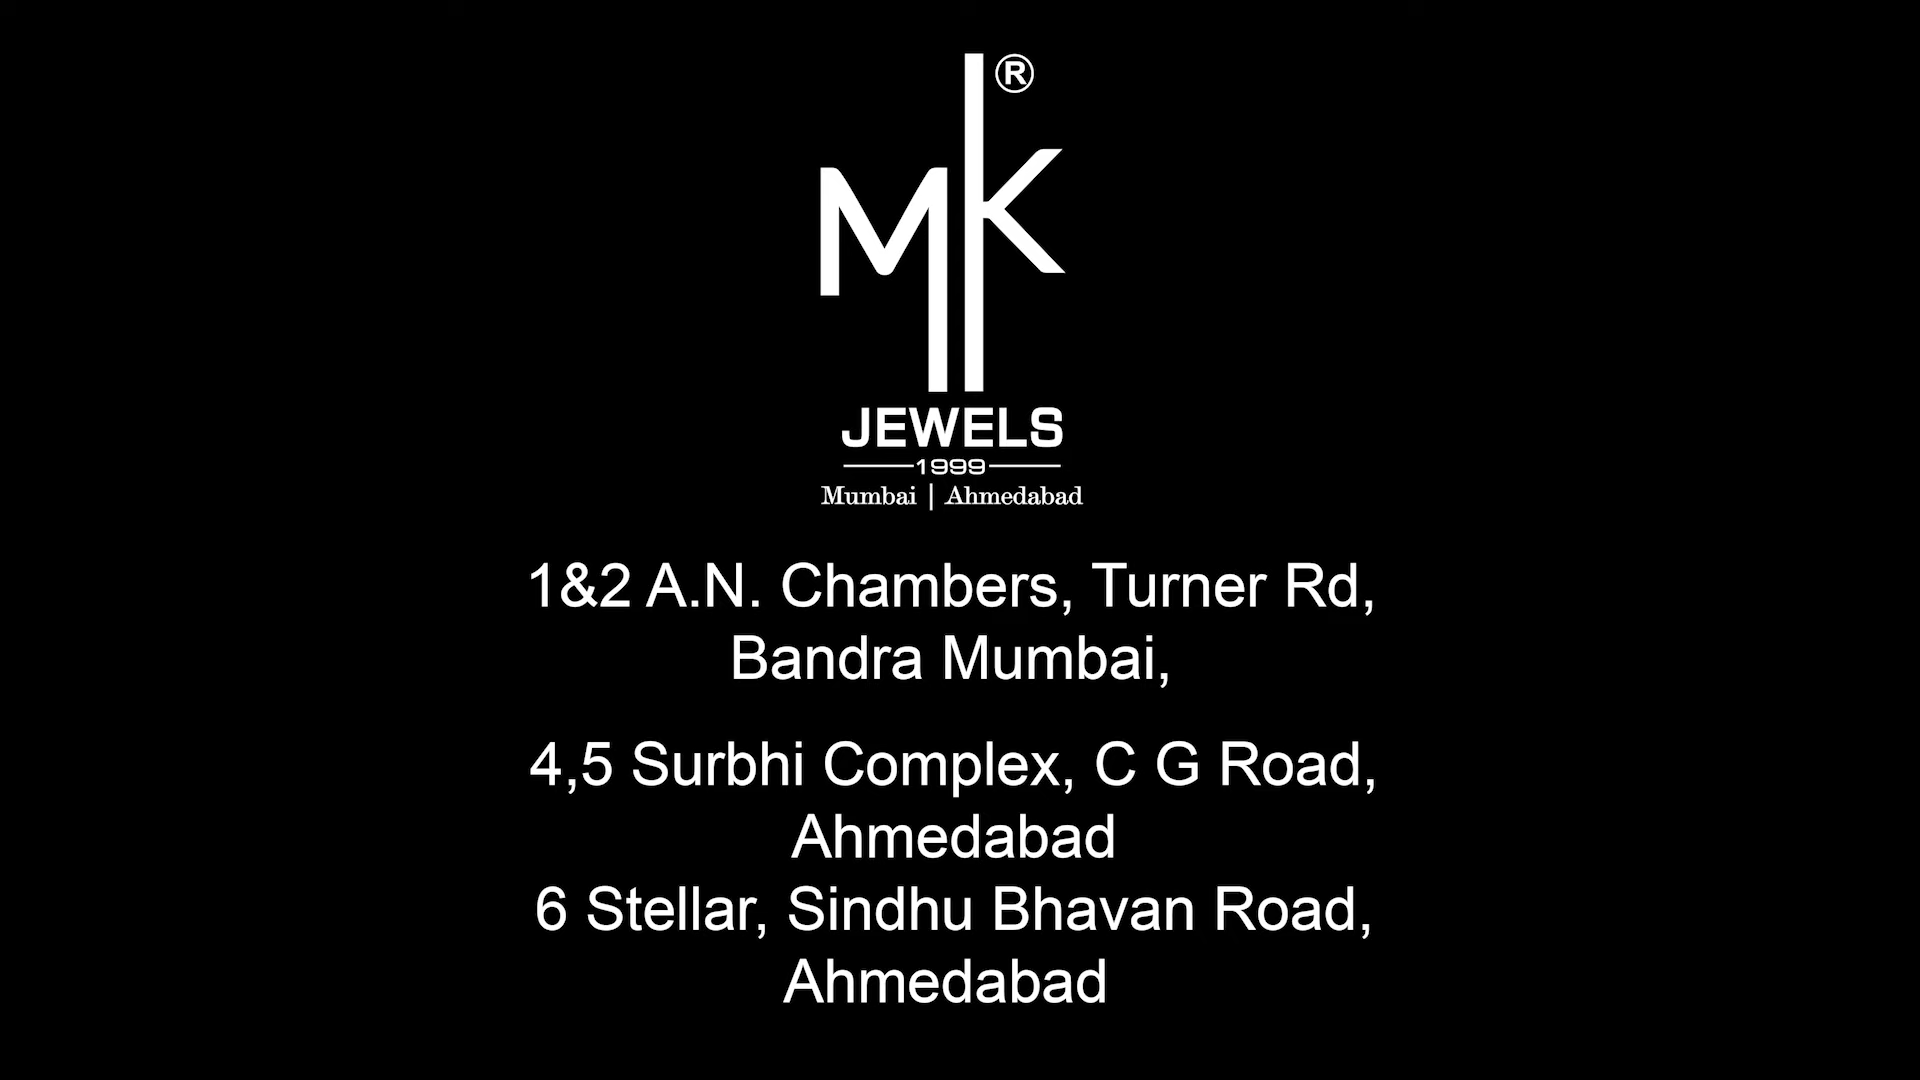 MK®
JEWELS
1999
Mumbai | Ahmedabad
1&2 A.N. Chambers, Turner Rd,
Bandra Mumbai,
4,5 Surbhi Complex, C G Road,
Ahmedabad
6 Stellar, Sindhu Bhavan Road,
Ahmedabad